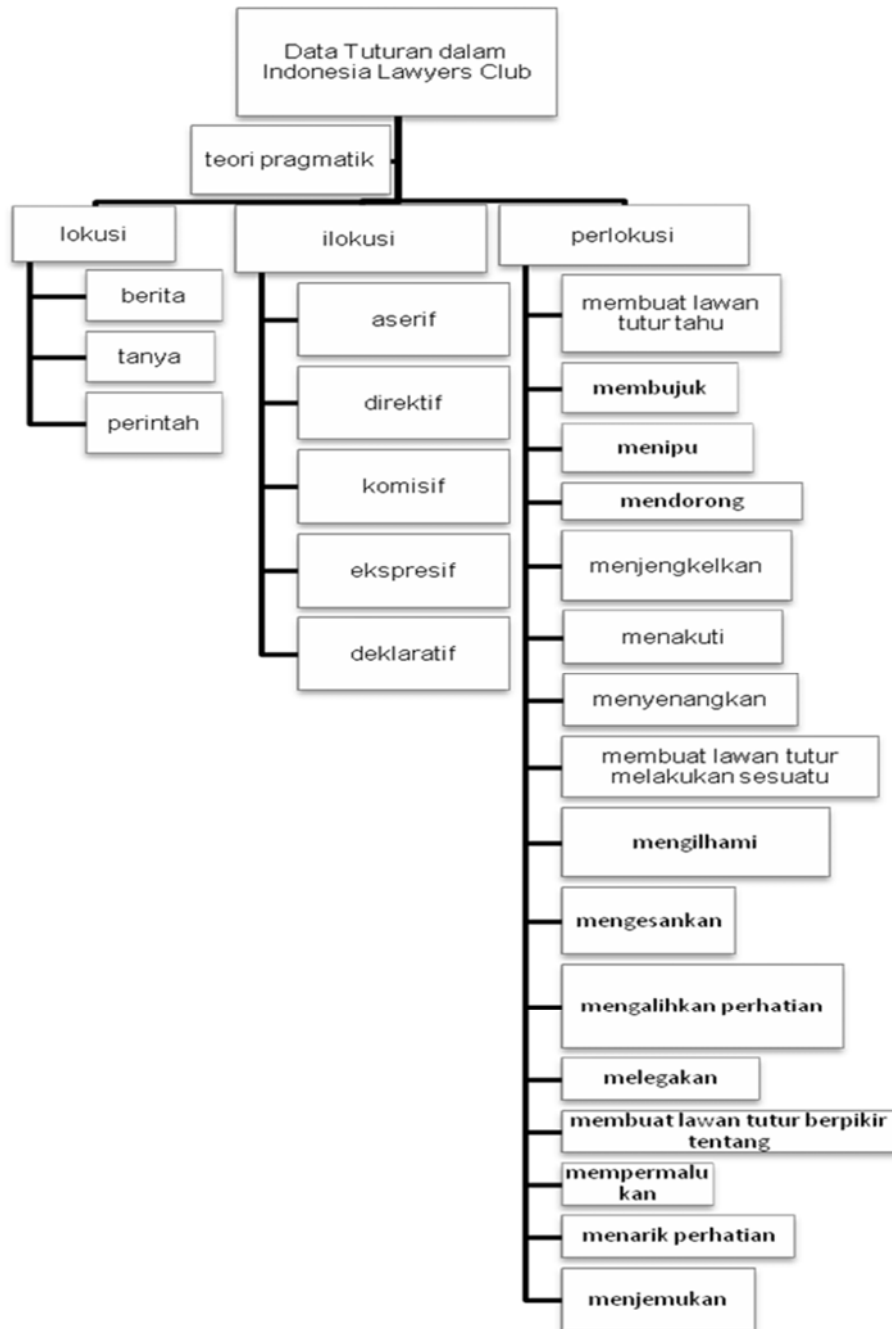 Data Tuturan dalam
Indonesia Lawyers Club
teori pragmatik
lokusi
berita
tanya
perintah
ilokusi
aserif
direktif
komisif
ekspresif
deklaratif
perlokusi
membuat lawan
tutur tahu
membujuk
menipu
mendorong
menjengkelkan
menakuti
menyenangkan
membuat lawan tutur
melakukan sesuatu
mengilhami
mengesankan
mengalihkan perhatian
melegakan
membuat lawan tutur berpikir
tentang
mempermalu
kan
menarik perhatian
menjemukan